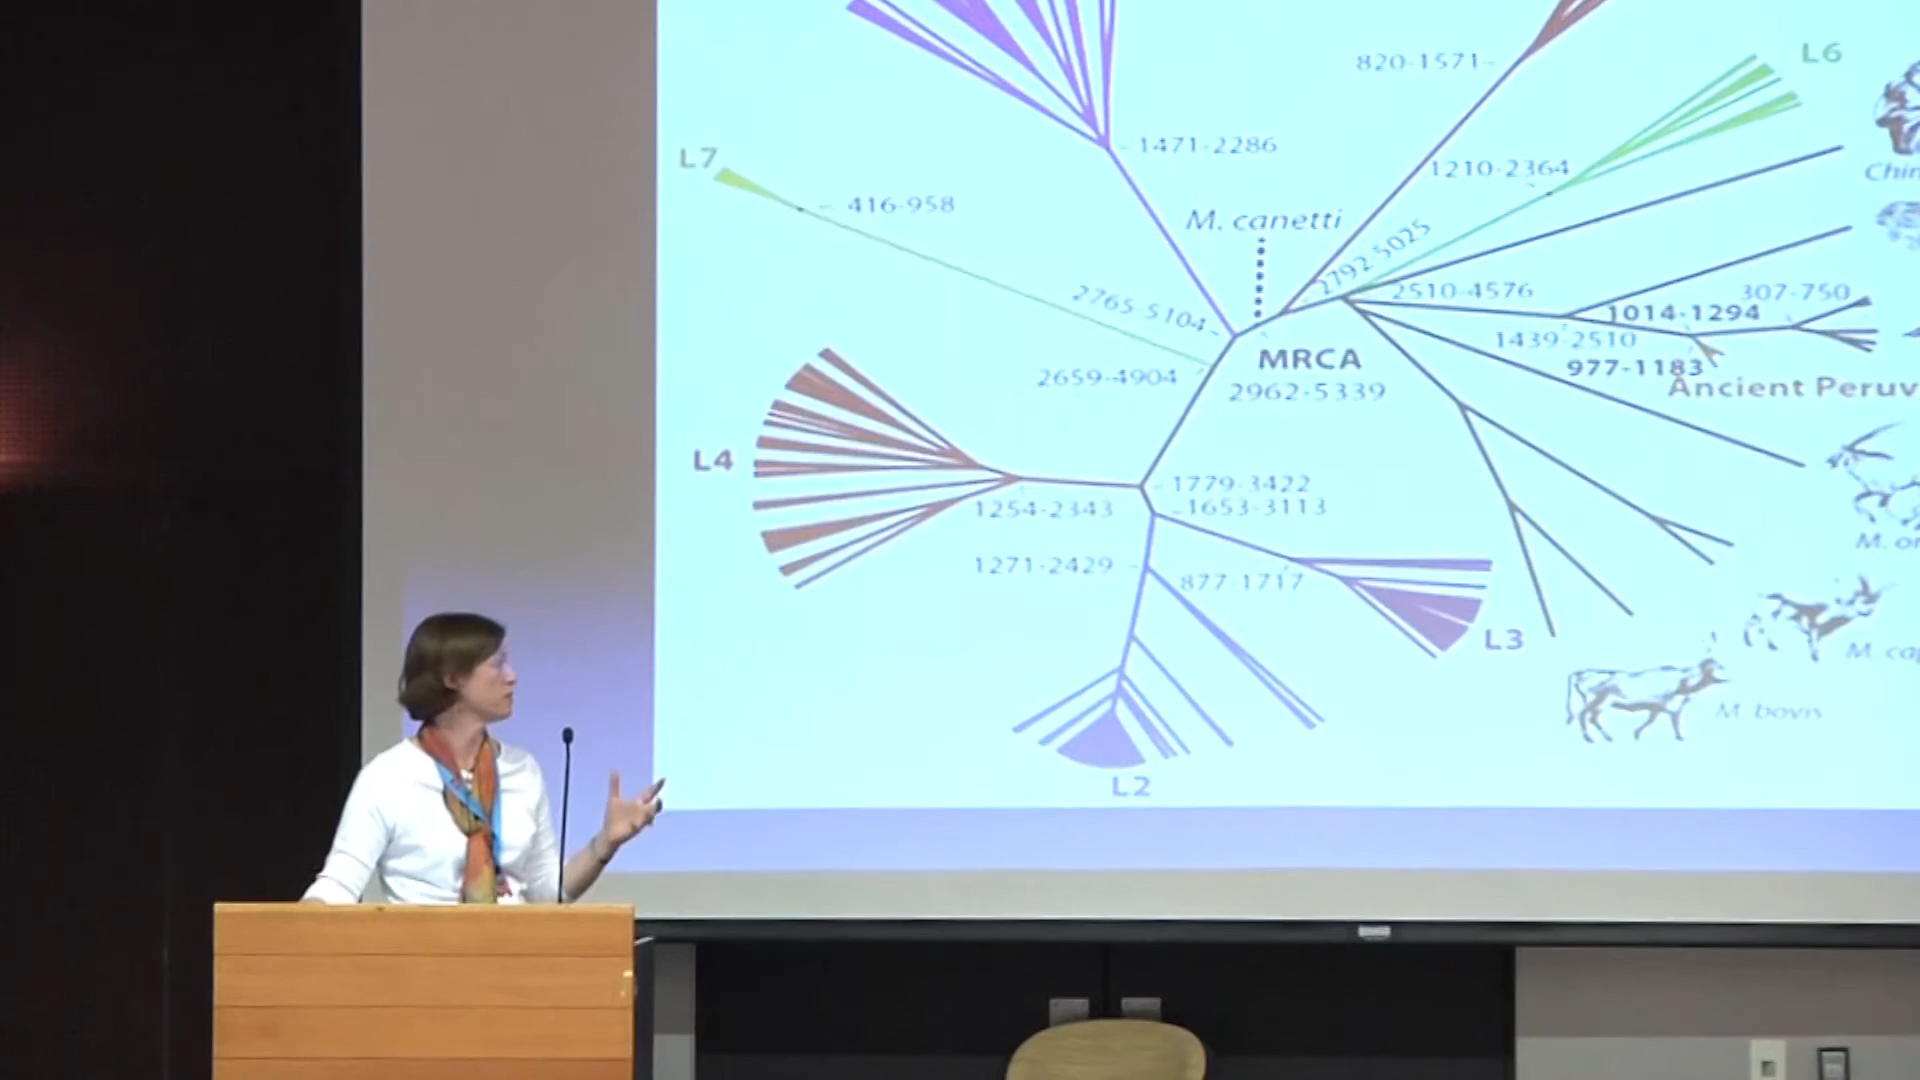 820-1571
L6
1471-2286
1210-2364
L7
416-958
M. canetti
2792-5025
2765-5104
2510-4576
307-750
1014-1294
1439-2510
977-1183
MRCA
2962-5339
2659-4904
Ancient Peruv
L4
1779-3422
1653-3113
1254-2343
1271-2429
877-1717
L3
M. bovis
L2